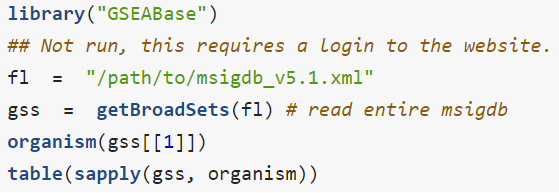 library("GSEABase")
## Not run, this requires a login to the website.
fl  =  "/path/to/msigdb_v5.1.xml"
gss  =  getBroadSets(fl) # read entire msigdb
organism(gss[[1]])
table(sapply(gss, organism))